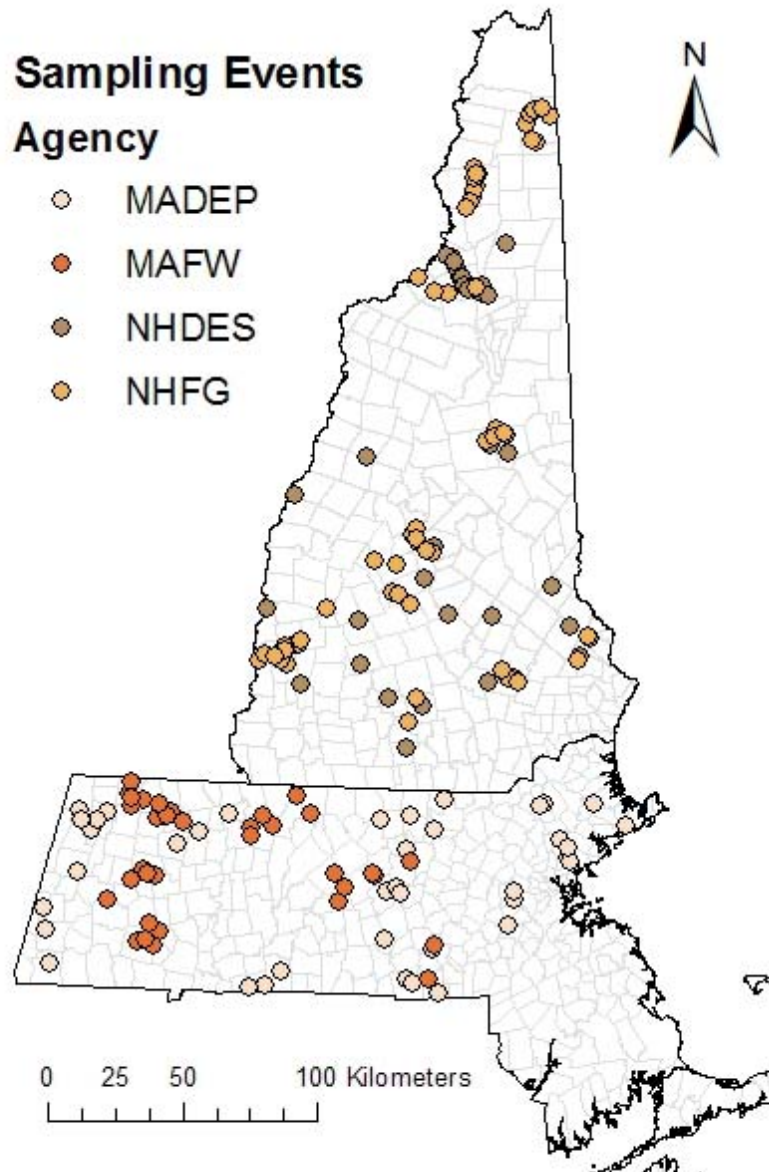 Sampling Events
Agency
MADEP
MAFW
NHDES
NHFG
N
0 25 50 100 Kilometers